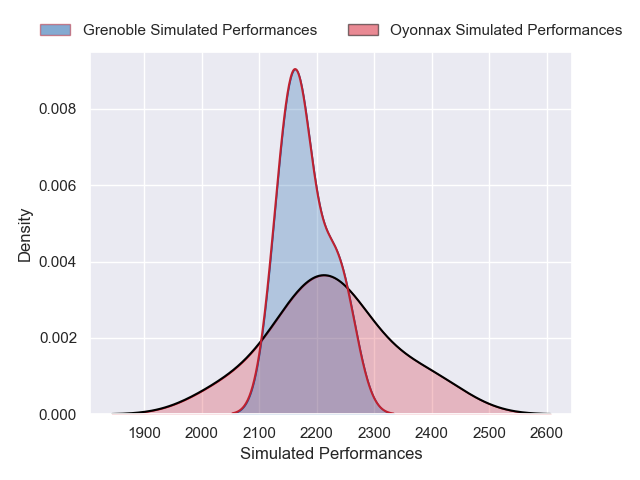 Grenoble Simulated Performances
Oyonnax Simulated Performances
0.008
0.006
0.004
0.002
0.000
Density
1900 2000 2100 2200 2300 2400 2500 2600
Simulated Performances